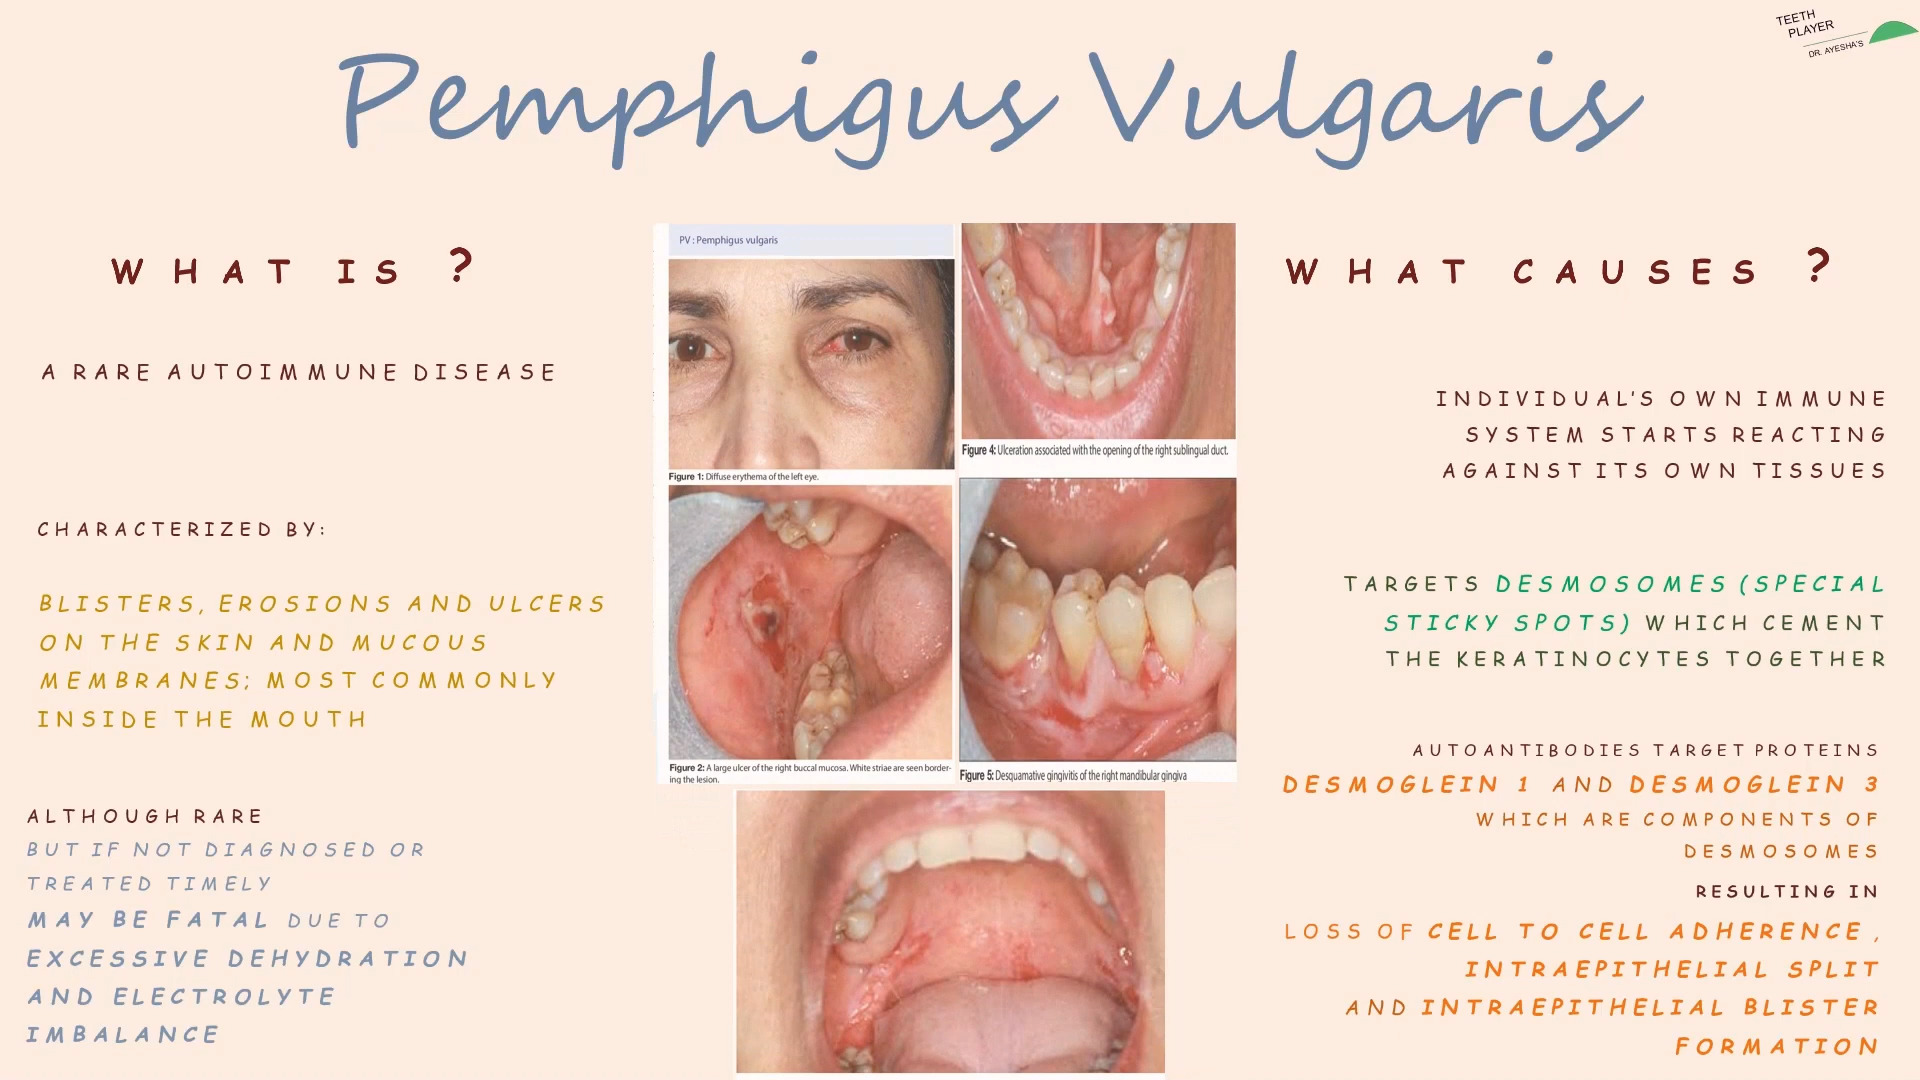 TEETH
PLAYER
DR. AYESHA'S
Pemphigus Vulgaris
WHAT IS ?
A RARE AUTOIMMUNE DISEASE
CHARACTERIZED BY:
BLISTERS, EROSIONS AND ULCERS
ON THE SKIN AND MUCOUS
MEMBRANES; MOST COMMONLY
INSIDE THE MOUTH
ALTHOUGH RARE
BUT IF NOT DIAGNOSED OR
TREATED TIMELY
MAY BE FATAL DUE TO
EXCESSIVE DEHYDRATION
AND ELECTROLYTE
IMBALANCE
PV : Pemphigus vulgaris
Figure 1: Diffuse erythema of the left eye.
Figure 2: A large ulcer of the right buccal mucosa. White striae are seen border-
ing the lesion.
Figure 4: Ulceration associated with the opening of the right sublingual duct.
Figure 5: Desquamative gingivitis of the right mandibular gingiva
WHAT CAUSES ?
INDIVIDUAL'S OWN IMMUNE
SYSTEM STARTS REACTING
AGAINST ITS OWN TISSUES
TARGETS DESMOSOMES (SPECIAL
STICKY SPOTS) WHICH CEMENT
THE KERATINOCYTES TOGETHER
AUTOANTIBODIES TARGET PROTEINS
DESMOGLEIN 1 AND DESMOGLEIN 3
WHICH ARE COMPONENTS OF
DESMOSOMES
RESULTING IN
LOSS OF CELL TO CELL ADHERENCE ,
INTRAEPITHELIAL SPLIT
AND INTRAEPITHELIAL BLISTER
FORMATION